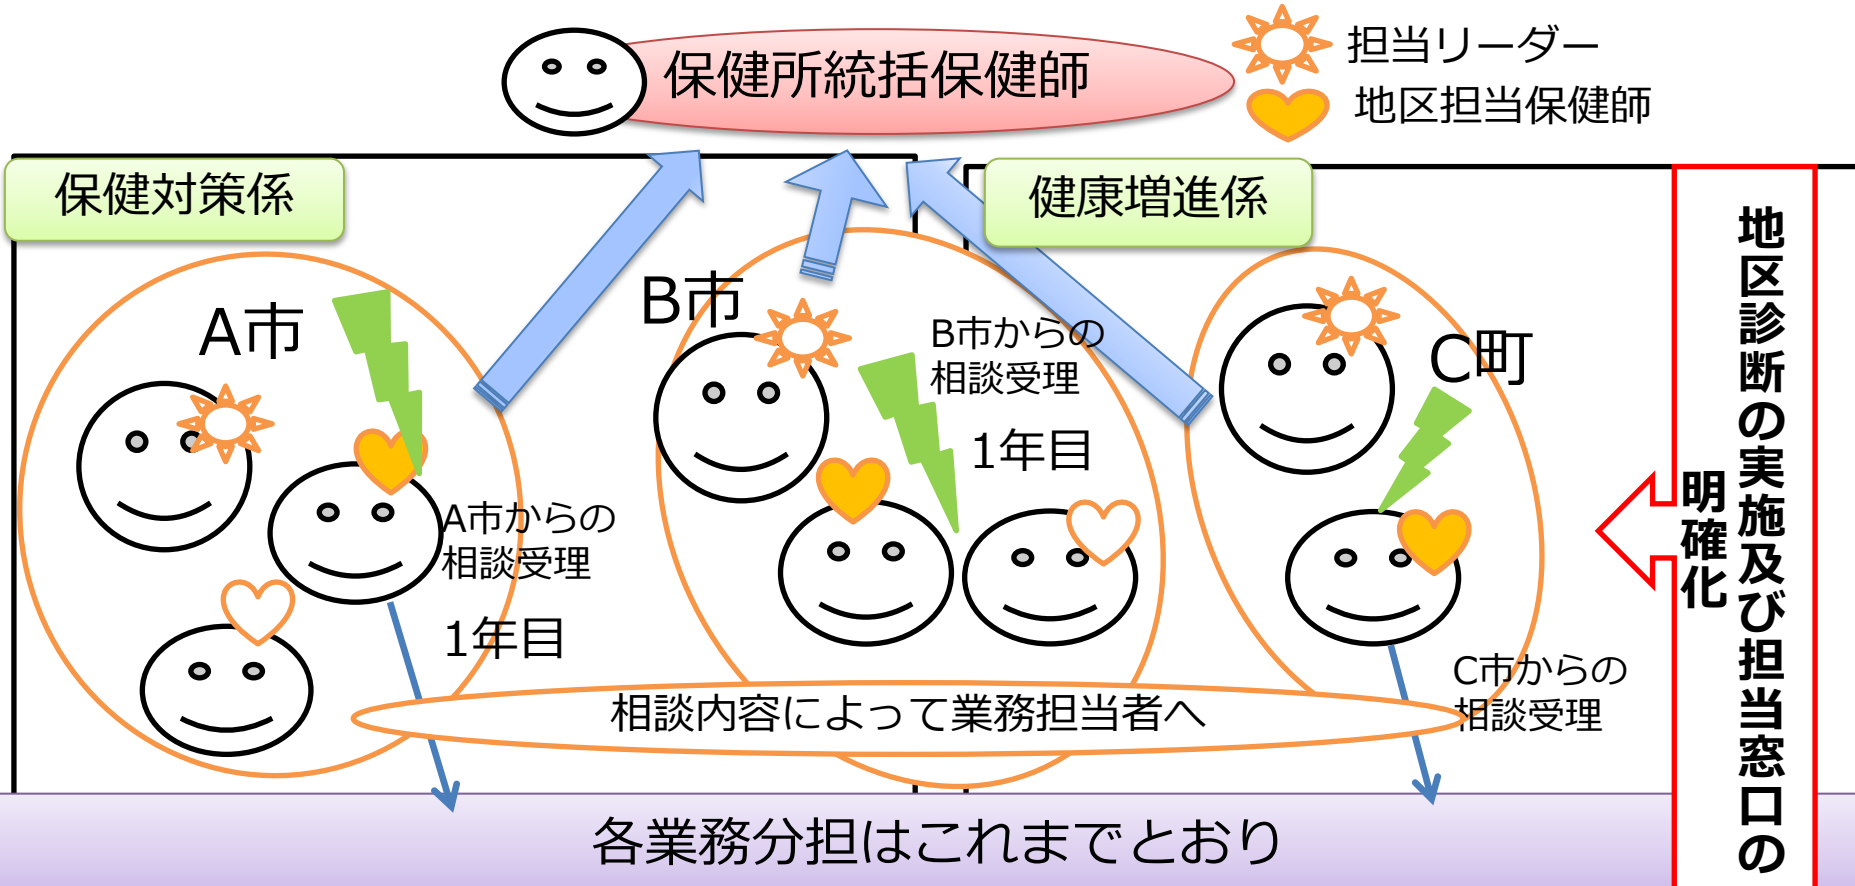 保健所統括保健師
担当リーダー
地区担当保健師
保健対策係
健康増進係
A市
B市
C町
B市からの
相談受理
1年目
A市からの
相談受理
1年目
C市からの
相談受理
相談内容によって業務担当者へ
各業務分担はこれまでとおり
地区診断の実施及び担当窓口の
明確化